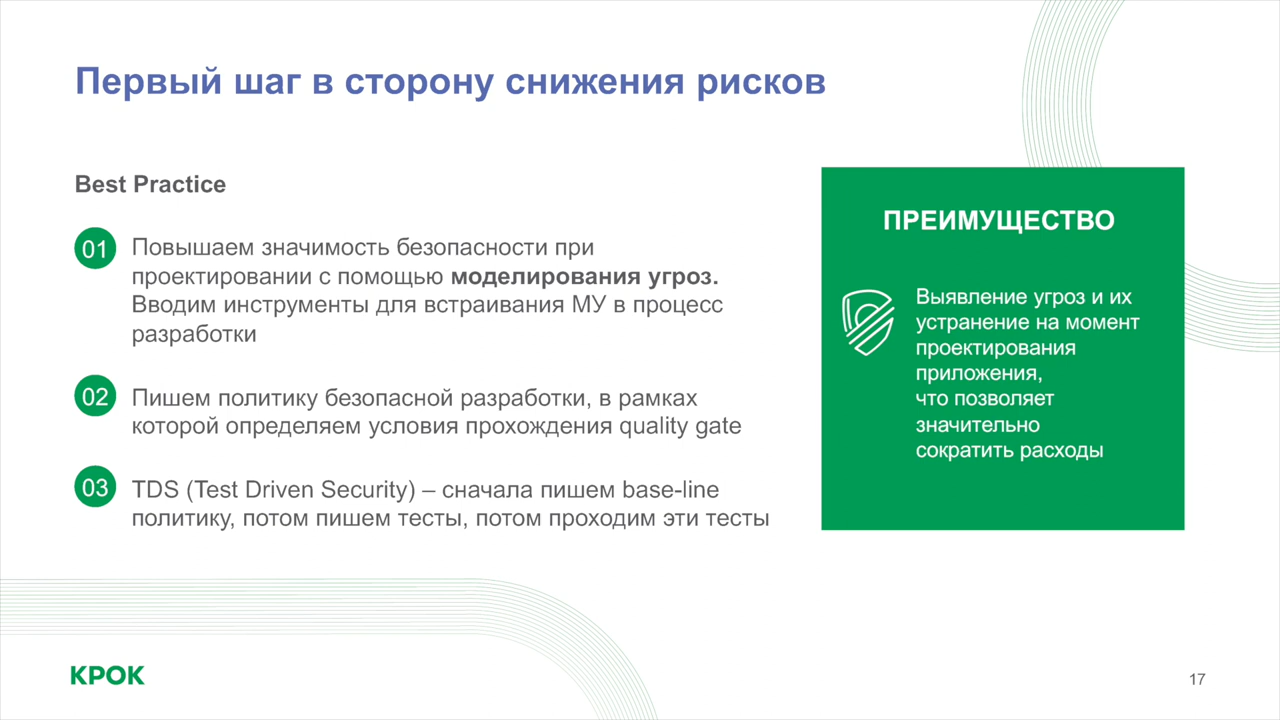 Первый шаг в сторону снижения рисков
Best Practice
01
Повышаем значимость безопасности при
проектировании с помощью моделирования угроз.
Вводим инструменты для встраивания МУ в процесс
разработки
02
Пишем политику безопасной разработки, в рамках
которой определяем условия прохождения quality gate
03
TDS (Test Driven Security) – сначала пишем base-line
политику, потом пишем тесты, потом проходим эти тесты
ПРЕИМУЩЕСТВО
Выявление угроз и их
устранение на момент
проектирования
приложения,
что позволяет
значительно
сократить расходы
КРОК
17